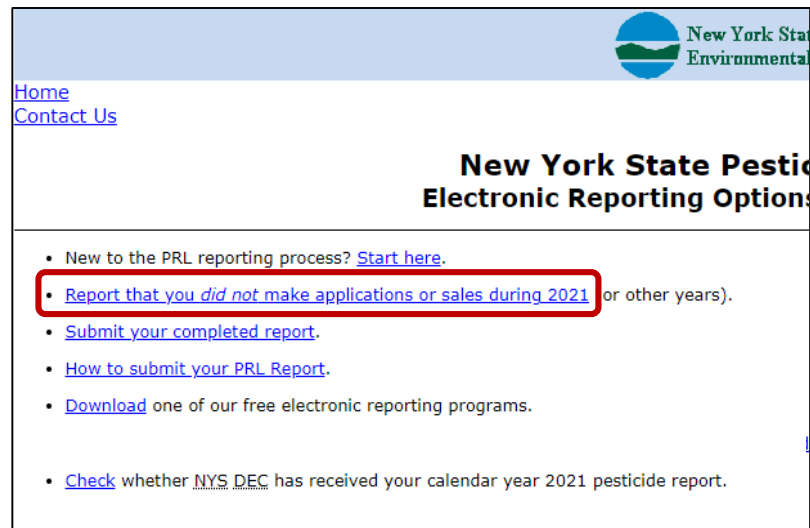 New York Stat
Environmental
Home
Contact Us
New York State Pestic
Electronic Reporting Options
• New to the PRL reporting process? Start here.
• Report that you did not make applications or sales during 2021 or other years).
• Submit your completed report.
• How to submit your PRL Report.
• Download one of our free electronic reporting programs.
• Check whether NYS DEC has received your calendar year 2021 pesticide report.